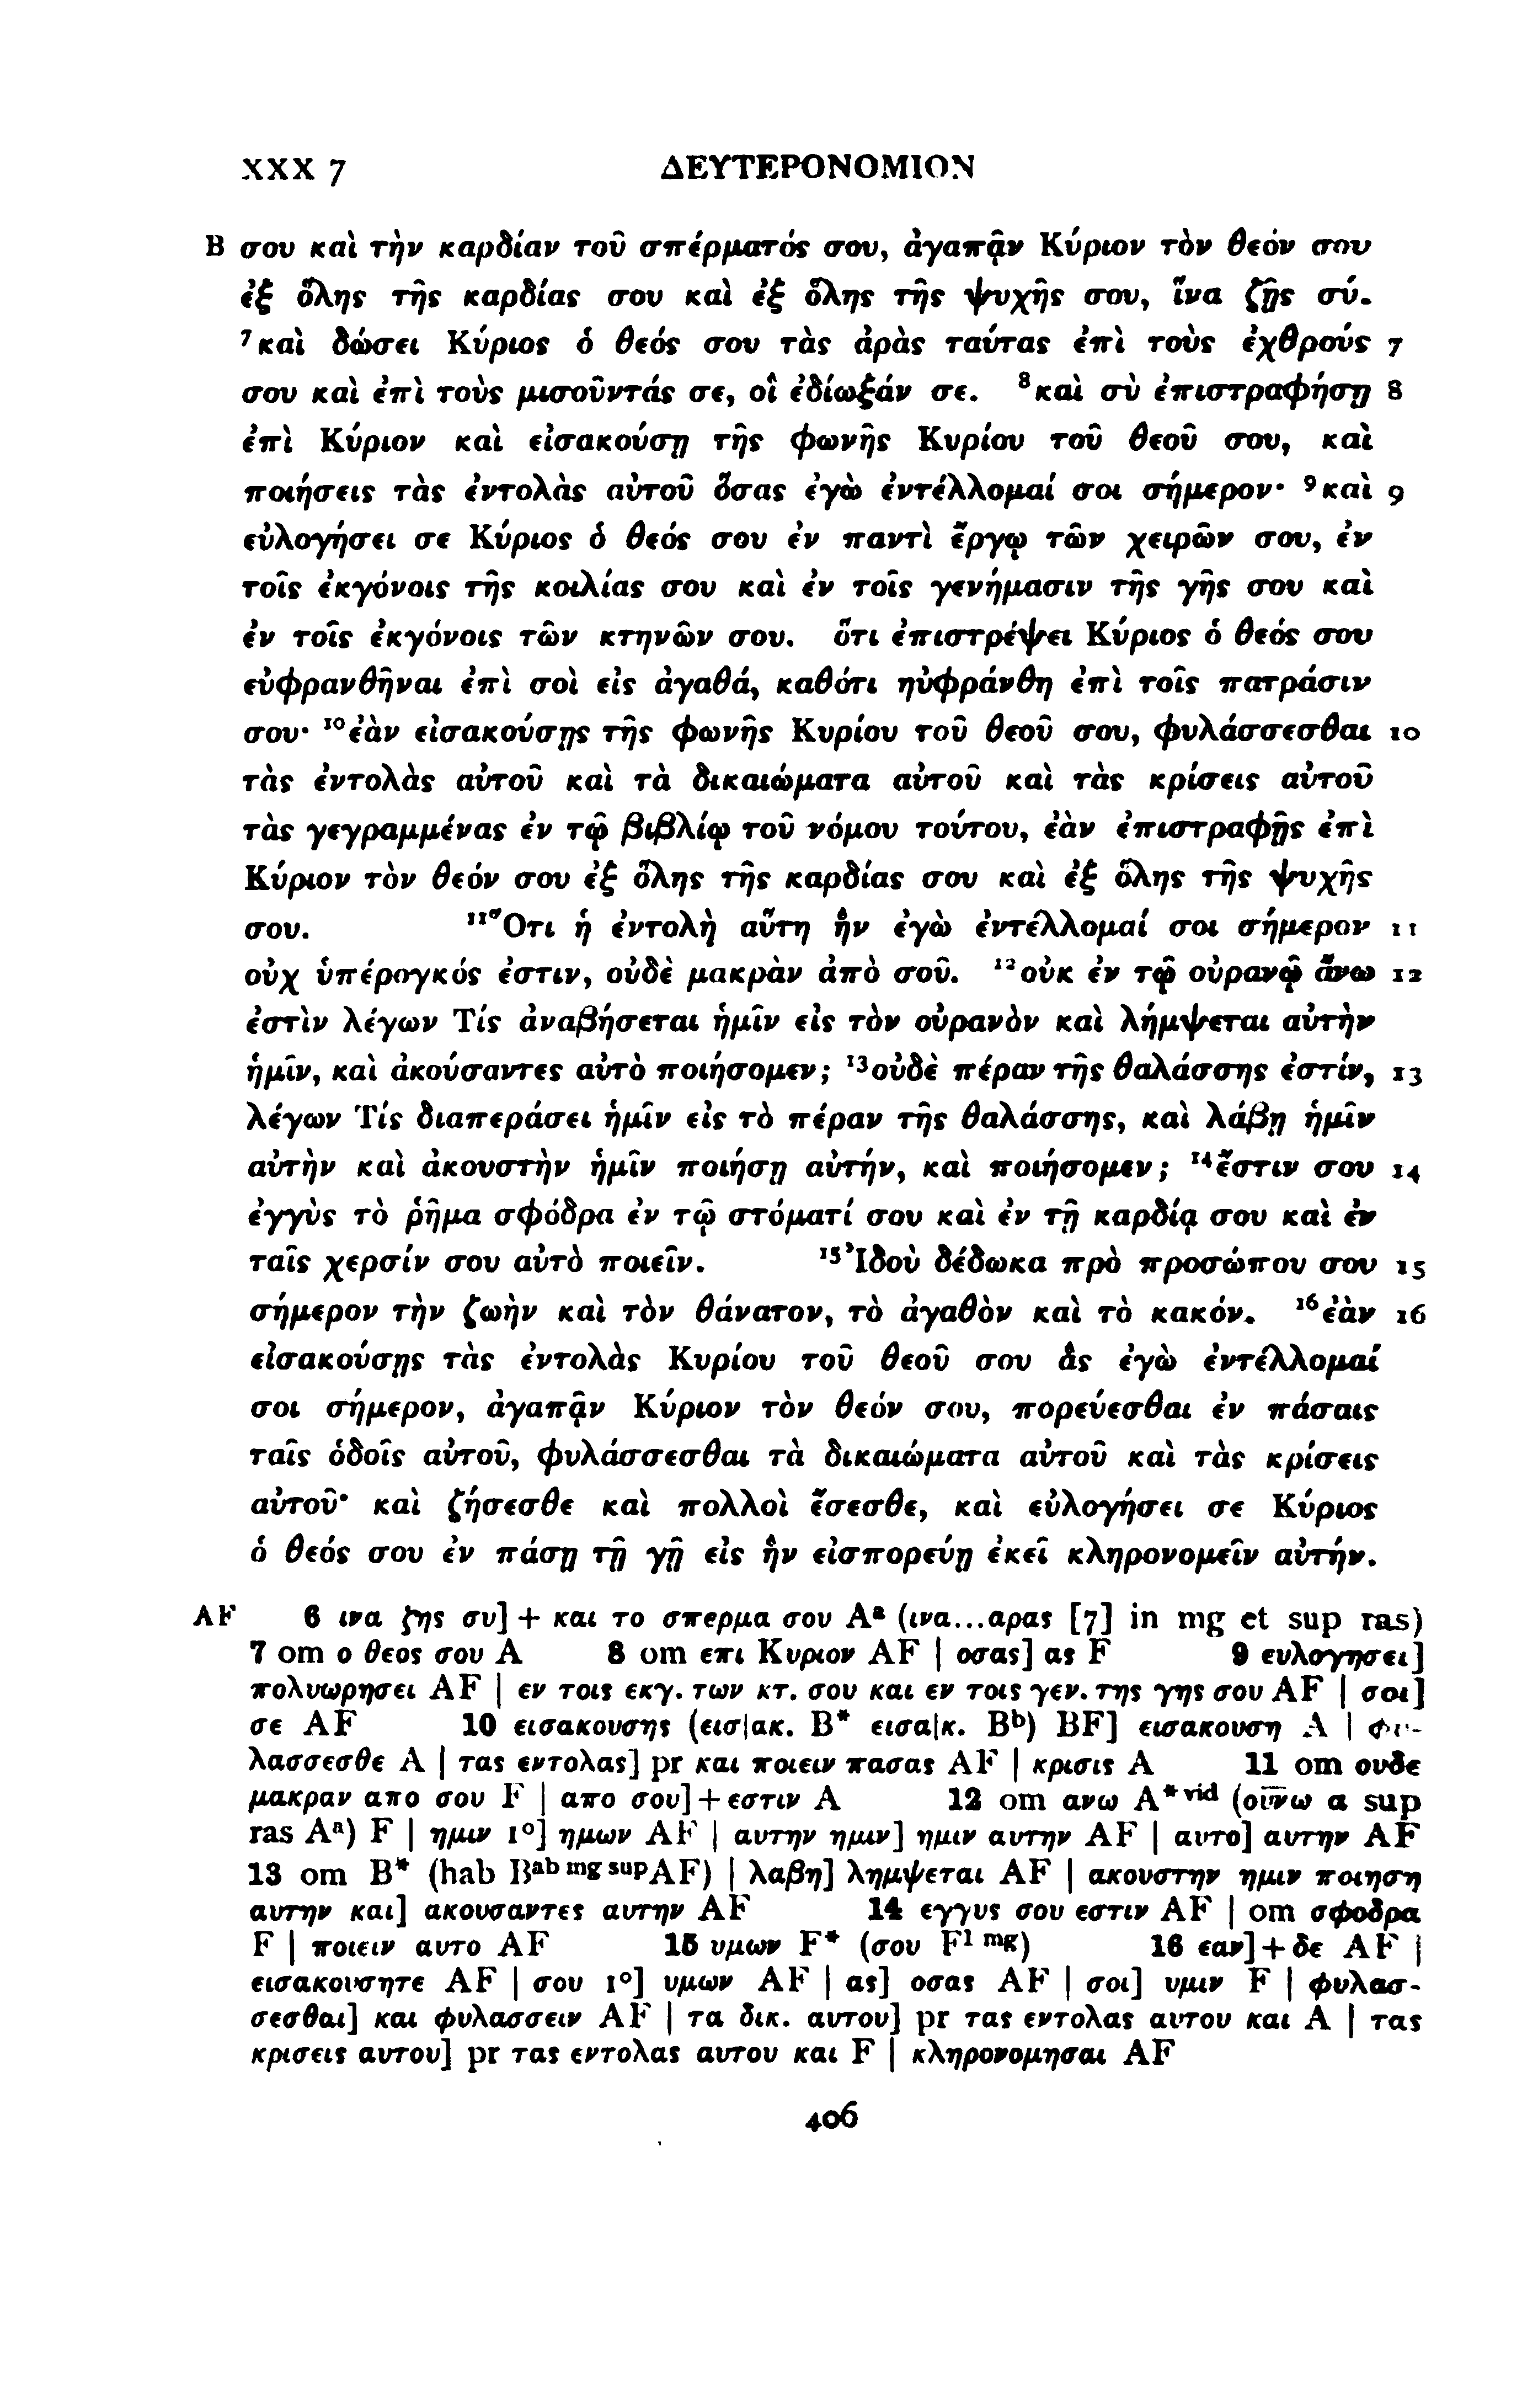 XXX 7 ΔΕΥΤΕΡΟΝΟΜΙΟΝ
B σου καὶ τὴν καρδίαν τοῦ σπέρματός σου, ἀγαπᾷν Κύριον τὸν θεόν σου
ἐξ ὅλης τῆς καρδίας σου καὶ ἐξ ὅλης τῆς ψυχῆς σου, ἵνα ζῇς σύ.
⁷καὶ δώσει Κύριος ὁ θεός σου τὰς ἀρὰς ταύτας ἐπὶ τοὺς ἐχθρούς 7
σου καὶ ἐπὶ τοὺς μισοῦντάς σε, οἳ ἐδίωξάν σε. ⁸καὶ σὺ ἐπιστραφήσῃ 8
ἐπὶ Κύριον καὶ εἰσακούσῃ τῆς φωνῆς Κυρίου τοῦ θεοῦ σου, καὶ
ποιήσεις τὰς ἐντολὰς αὐτοῦ ὅσας ἐγὼ ἐντέλλομαί σοι σήμερον· ⁹καὶ 9
εὐλογήσει σε Κύριος ὁ θεός σου ἐν παντὶ ἔργῳ τῶν χειρῶν σου, ἐν
τοῖς ἐκγόνοις τῆς κοιλίας σου καὶ ἐν τοῖς γενήμασιν τῆς γῆς σου καὶ
ἐν τοῖς ἐκγόνοις τῶν κτηνῶν σου. ὅτι ἐπιστρέψει Κύριος ὁ θεός σου
εὐφρανθῆναι ἐπὶ σοὶ εἰς ἀγαθά, καθότι ηὐφράνθη ἐπὶ τοῖς πατράσιν
σου· ¹⁰ἐὰν εἰσακούσῃς τῆς φωνῆς Κυρίου τοῦ θεοῦ σου, φυλάσσεσθαι 10
τὰς ἐντολὰς αὐτοῦ καὶ τὰ δικαιώματα αὐτοῦ καὶ τὰς κρίσεις αὐτοῦ
τὰς γεγραμμένας ἐν τῷ βιβλίῳ τοῦ νόμου τούτου, ἐὰν ἐπιστραφῇς ἐπὶ
Κύριον τὸν θεόν σου ἐξ ὅλης τῆς καρδίας σου καὶ ἐξ ὅλης τῆς ψυχῆς
σου. ¹¹Ὅτι ἡ ἐντολὴ αὕτη ἣν ἐγὼ ἐντέλλομαί σοι σήμερον 11
οὐχ ὑπέρογκός ἐστιν, οὐδὲ μακρὰν ἀπὸ σοῦ. ¹²οὐκ ἐν τῷ οὐρανῷ ἄνω 12
ἐστὶν λέγων Τίς ἀναβήσεται ἡμῖν εἰς τὸν οὐρανὸν καὶ λήμψεται αὐτὴν
ἡμῖν, καὶ ἀκούσαντες αὐτὸ ποιήσομεν; ¹³οὐδὲ πέραν τῆς θαλάσσης ἐστίν, 13
λέγων Τίς διαπεράσει ἡμῖν εἰς τὸ πέραν τῆς θαλάσσης, καὶ λάβῃ ἡμῖν
αὐτὴν καὶ ἀκουστὴν ἡμῖν ποιήσῃ αὐτήν, καὶ ποιήσομεν; ¹⁴ἔστιν σου 14
ἐγγὺς τὸ ῥῆμα σφόδρα ἐν τῷ στόματί σου καὶ ἐν τῇ καρδίᾳ σου καὶ ἐν
ταῖς χερσίν σου αὐτὸ ποιεῖν. ¹⁵Ἰδοὺ δέδωκα πρὸ προσώπου σου 15
σήμερον τὴν ζωὴν καὶ τὸν θάνατον, τὸ ἀγαθὸν καὶ τὸ κακόν. ¹⁶ἐὰν 16
εἰσακούσῃς τὰς ἐντολὰς Κυρίου τοῦ θεοῦ σου ἃς ἐγὼ ἐντέλλομαί
σοι σήμερον, ἀγαπᾷν Κύριον τὸν θεόν σου, πορεύεσθαι ἐν πάσαις
ταῖς ὁδοῖς αὐτοῦ, φυλάσσεσθαι τὰ δικαιώματα αὐτοῦ καὶ τὰς κρίσεις
αὐτοῦ· καὶ ζήσεσθε καὶ πολλοὶ ἔσεσθε, καὶ εὐλογήσει σε Κύριος
ὁ θεός σου ἐν πάσῃ τῇ γῇ εἰς ἣν εἰσπορεύῃ ἐκεῖ κληρονομεῖν αὐτήν.
AF 6 ινα ζης συ] + και το σπερμα σου Aᵃ (ινα...αρας [7] in mg et sup ras)
7 om ο θεος σου A 8 om επι Κυριον AF | οσας] ας F 9 ευλογησει]
πολυωρησει AF | εν τοις εκγ. των κτ. σου και εν τοις γεν. της γης σου AF | σοι]
σε AF 10 εισακουσης (εισ|ακ. B* εισα|κ. Bᵇ) BF] εισακουση A | φυ-
λασσεσθε A | τας εντολας] pr και ποιειν πασας AF | κρισις A 11 om ουδε
μακραν απο σου F | απο σου] + εστιν A 12 om ανω A*ᵛⁱᵈ (ου̅ν̅ω α sup
ras Aᵃ) F | ημιν 1°] ημων AF | αυτην ημιν] ημιν αυτην AF | αυτο] αυτην AF
13 om B* (hab Bᵃᵇ ᵐᵍ ˢᵘᵖ AF) | λαβη] λημψεται AF | ακουστην ημιν ποιηση
αυτην και] ακουσαντες αυτην AF 14 εγγυς σου εστιν AF | om σφοδρα
F | ποιειν αυτο AF 15 υμων F* (σου F¹ ᵐᵍ) 16 εαν] + δε AF |
εισακουσητε AF | σου 1°] υμων AF | ας] οσας AF | σοι] υμιν F | φυλασ-
σεσθαι] και φυλασσειν AF | τα δικ. αυτου] pr τας εντολας αυτου και A | τας
κρισεις αυτου] pr τας εντολας αυτου και F | κληρονομησαι AF
406